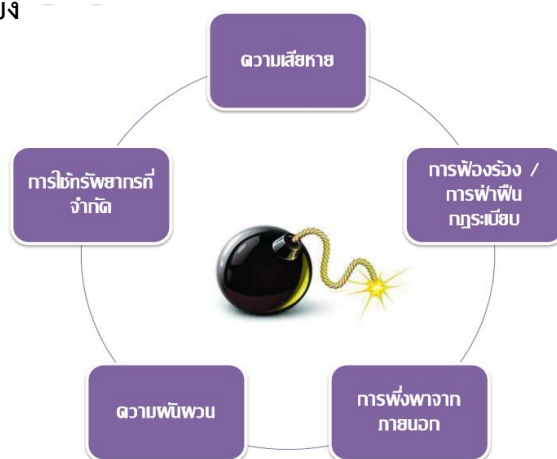 ความเสียหาย
การฟ้องร้อง /
การฝ่าฝืน
กฎระเบียบ
การพึ่งพาจาก
ภายนอก
ความผันผวน
การใช้ทรัพยากรที่
จำกัด